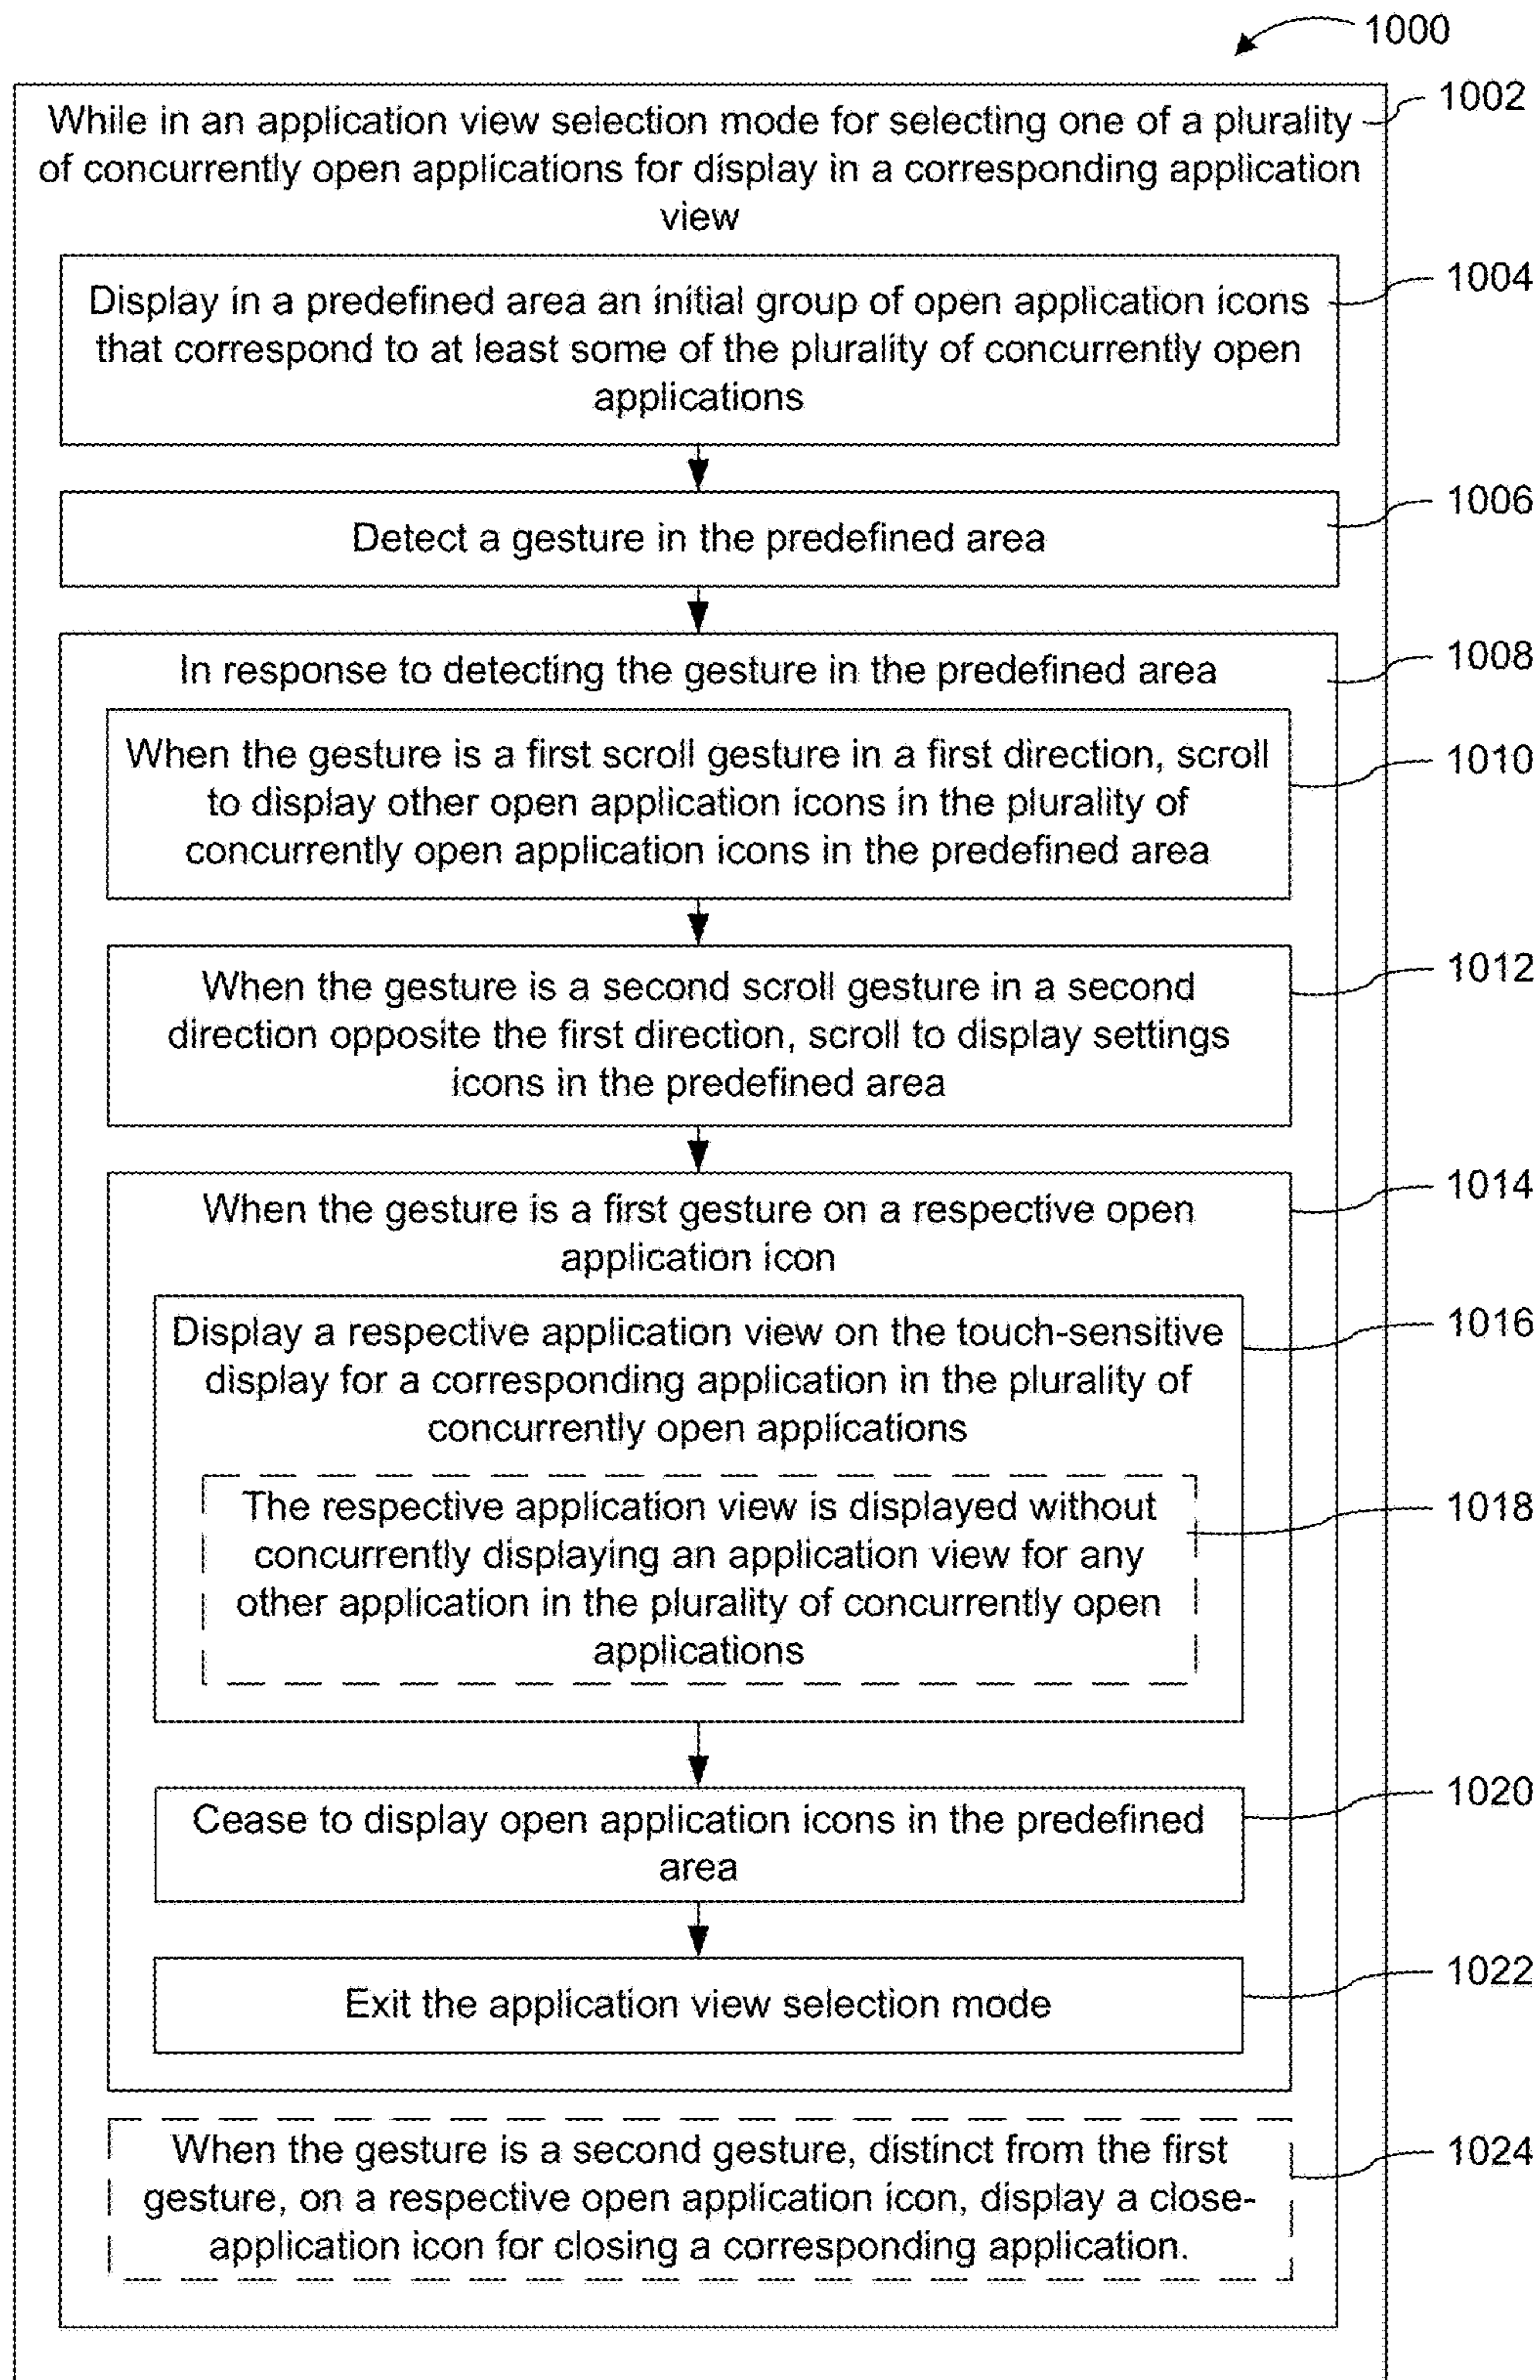 1000
1002
While in an application view selection mode for selecting one of a plurality
of concurrently open applications for display in a corresponding application
view
1004
Display in a predefined area an initial group of open application icons
that correspond to at least some of the plurality of concurrently open
applications
1006
Detect a gesture in the predefined area
1008
In response to detecting the gesture in the predefined area
1010
When the gesture is a first scroll gesture in a first direction, scroll
to display other open application icons in the plurality of
concurrently open application icons in the predefined area
1012
When the gesture is a second scroll gesture in a second
direction opposite the first direction, scroll to display settings
icons in the predefined area
1014
When the gesture is a first gesture on a respective open
application icon
1016
Display a respective application view on the touch-sensitive
display for a corresponding application in the plurality of
concurrently open applications
1018
The respective application view is displayed without
concurrently displaying an application view for any
other application in the plurality of concurrently open
applications
1020
Cease to display open application icons in the predefined
area
1022
Exit the application view selection mode
1024
When the gesture is a second gesture, distinct from the first
gesture, on a respective open application icon, display a close-
application icon for closing a corresponding application.